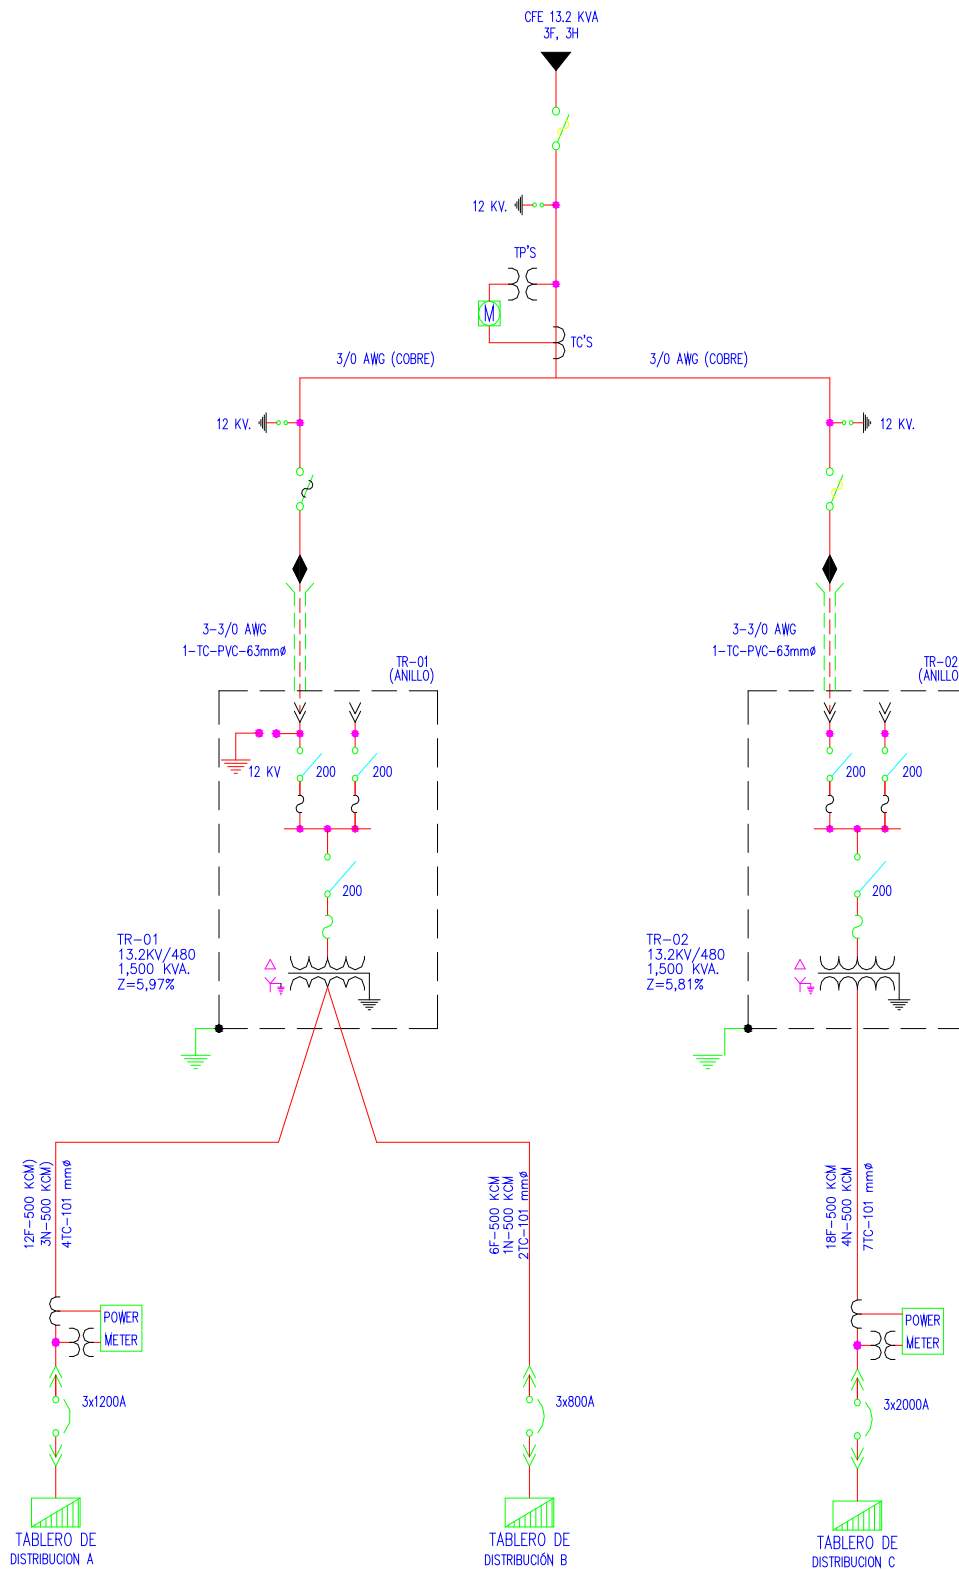 CFE 13.2 KVA
3F, 3H
12 KV.
TP'S
M
TC'S
3/0 AWG (COBRE)
3/0 AWG (COBRE)
12 KV.
12 KV.
3-3/0 AWG
1-TC-PVC-63mmø
3-3/0 AWG
1-TC-PVC-63mmø
TR-01
(ANILLO)
TR-02
(ANILLO
12 KV
200
200
200
200
200
200
TR-01
13.2KV/480
1,500 KVA.
Z=5,97%
TR-02
13.2KV/480
1,500 KVA.
Z=5,81%
12F-500 KCM)
3N-500 KCM)
4TC-101 mmø
6F-500 KCM
1N-500 KCM
2TC-101 mmø
18F-500 KCM
4N-500 KCM
7TC-101 mmø
POWER
METER
POWER
METER
3x1200A
3x800A
3x2000A
TABLERO DE
DISTRIBUCION A
TABLERO DE
DISTRIBUCIÓN B
TABLERO DE
DISTRIBUCION C